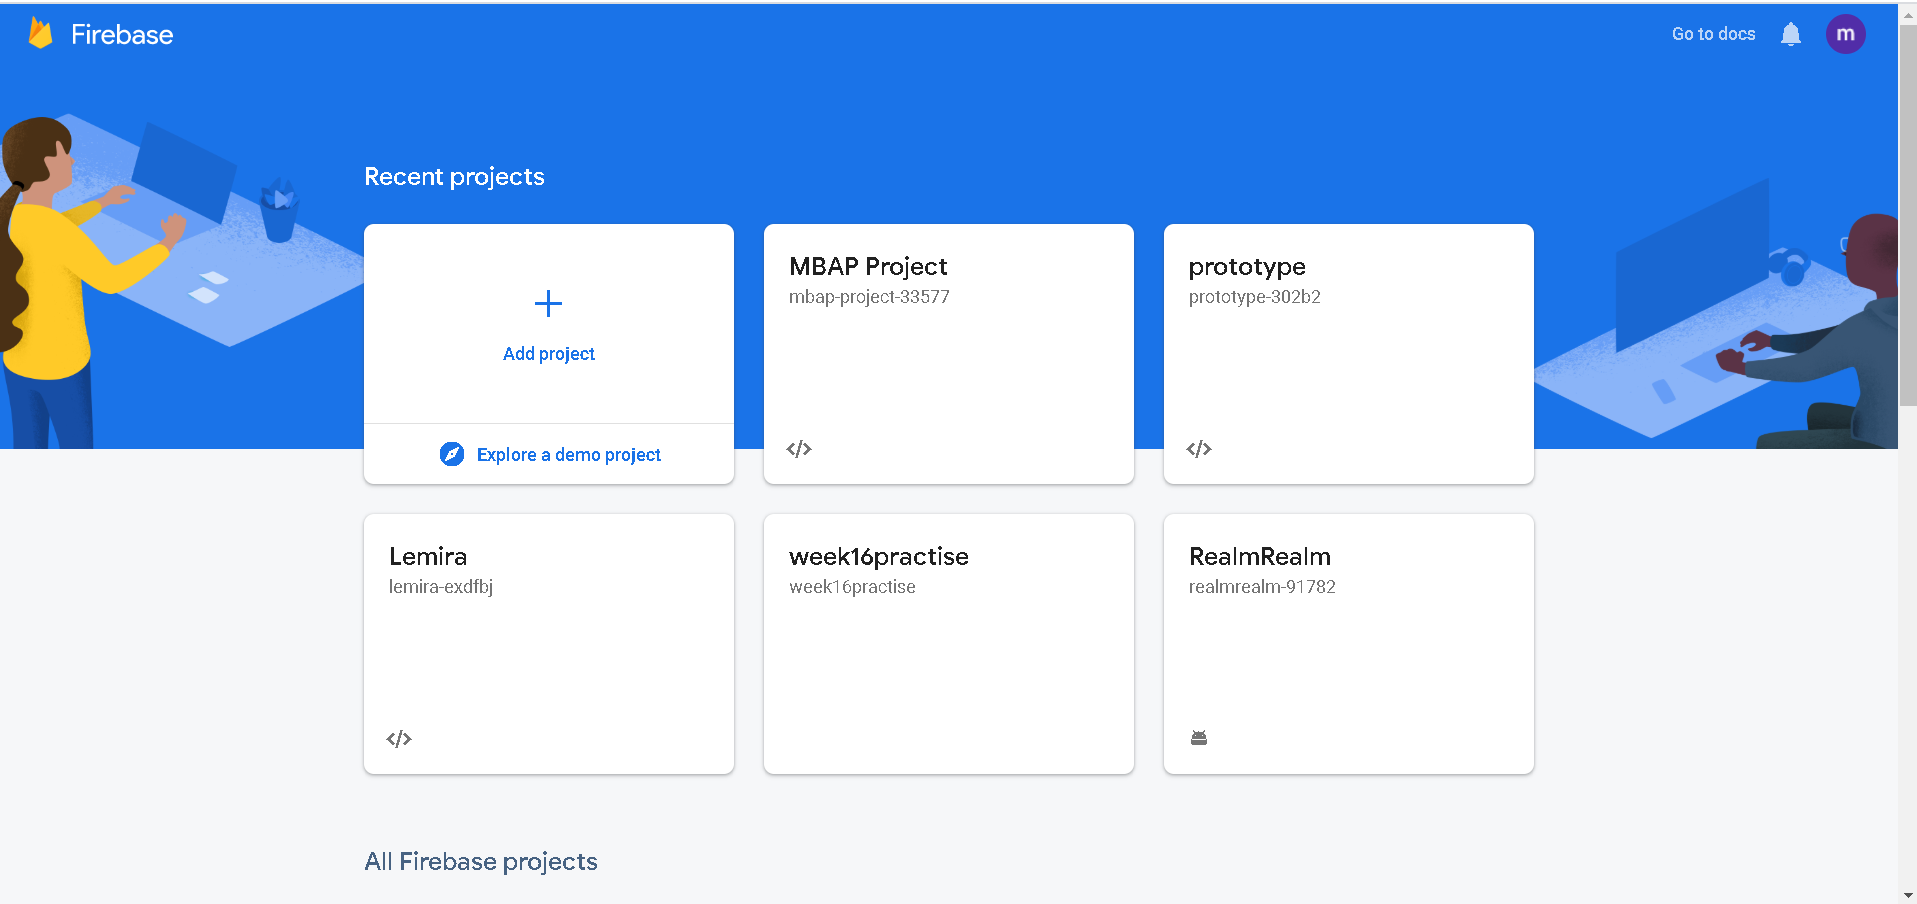 Firebase
Go to docs
m
Recent projects
Add project
Explore a demo project
MBAP Project
mbap-project-33577
prototype
prototype-302b2
Lemira
lemira-exdfbj
week16practise
week16practise
RealmRealm
realmrealm-91782
All Firebase projects